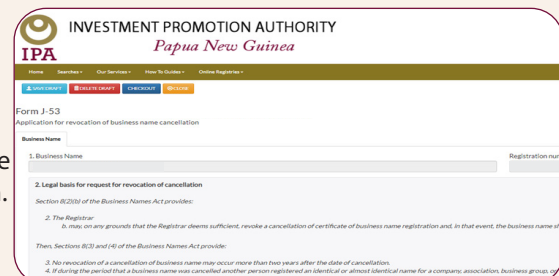 INVESTMENT PROMOTION AUTHORITY
Papua New Guinea
IPA
Home Searches Our Services How To Guides Online Registries
SAVE DRAFT DELETE DRAFT CHECKOUT CLOSE
Form J-53
Application for revocation of business name cancellation
Business Name
1. Business Name Registration nu
2. Legal basis for request for revocation of cancellation
Section 8(2)(b) of the Business Names Act provides:
2. The Registrar
b. may, on any grounds that the Registrar deems sufficient, revoke a cancellation of certificate of business name registration and, in that event, the business name s
Then, Sections 8(3) and (4) of the Business Names Act provide:
3. No revocation of a cancellation of business name may occur more than two years after the date of cancellation.
4. If during the period that a business name was cancelled another person registered an identical or almost identical name for a company, association, business group,